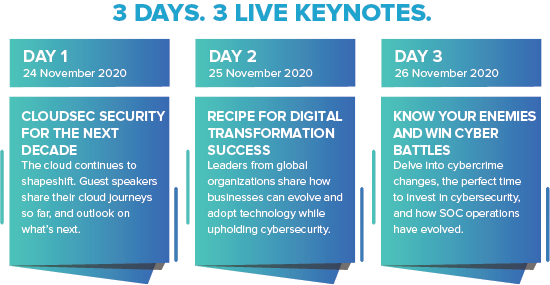 3 DAYS. 3 LIVE KEYNOTES.
DAY 1
24 November 2020
CLOUDSEC SECURITY
FOR THE NEXT
DECADE
The cloud continues to
shapeshift. Guest speakers
share their cloud journeys
so far, and outlook on
what's next.
DAY 2
25 November 2020
RECIPE FOR DIGITAL
TRANSFORMATION
SUCCESS
Leaders from global
organizations share how
businesses can evolve and
adopt technology while
upholding cybersecurity.
DAY 3
26 November 2020
KNOW YOUR ENEMIES
AND WIN CYBER
BATTLES
Delve into cybercrime
changes, the perfect time
to invest in cybersecurity,
and how SOC operations
have evolved.